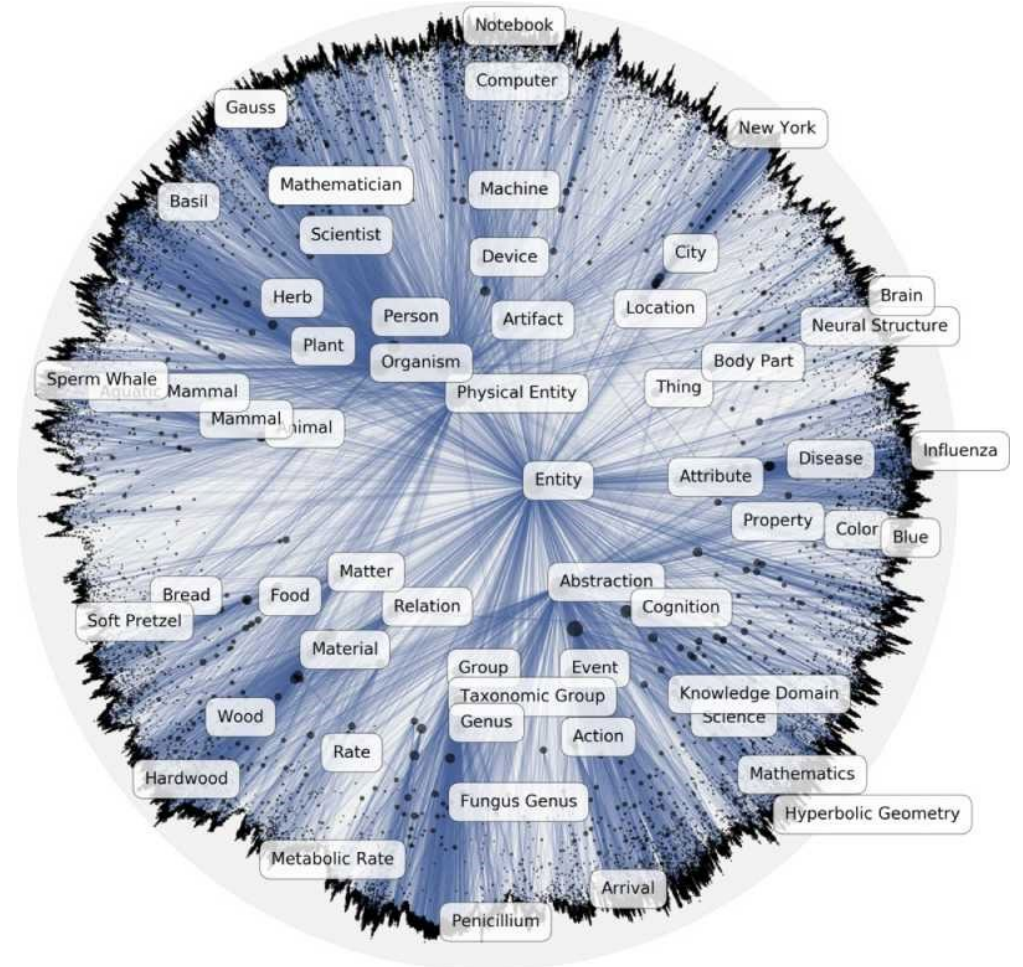 Notebook
Computer
Gauss
New York
Mathematician
Machine
Basil
Scientist
Device
City
Herb
Brain
Location
Person
Artifact
Neural Structure
Plant
Organism
Body Part
Sperm Whale
Aquatic Mammal
Physical Entity
Thing
Mammal
Animal
Influenza
Disease
Attribute
Entity
Property
Color
Blue
Matter
Abstraction
Bread
Food
Relation
Cognition
Soft Pretzel
Material
Group
Event
Taxonomic Group
Knowledge Domain
Wood
Genus
Science
Action
Rate
Hardwood
Mathematics
Fungus Genus
Hyperbolic Geometry
Metabolic Rate
Arrival
Penicillium